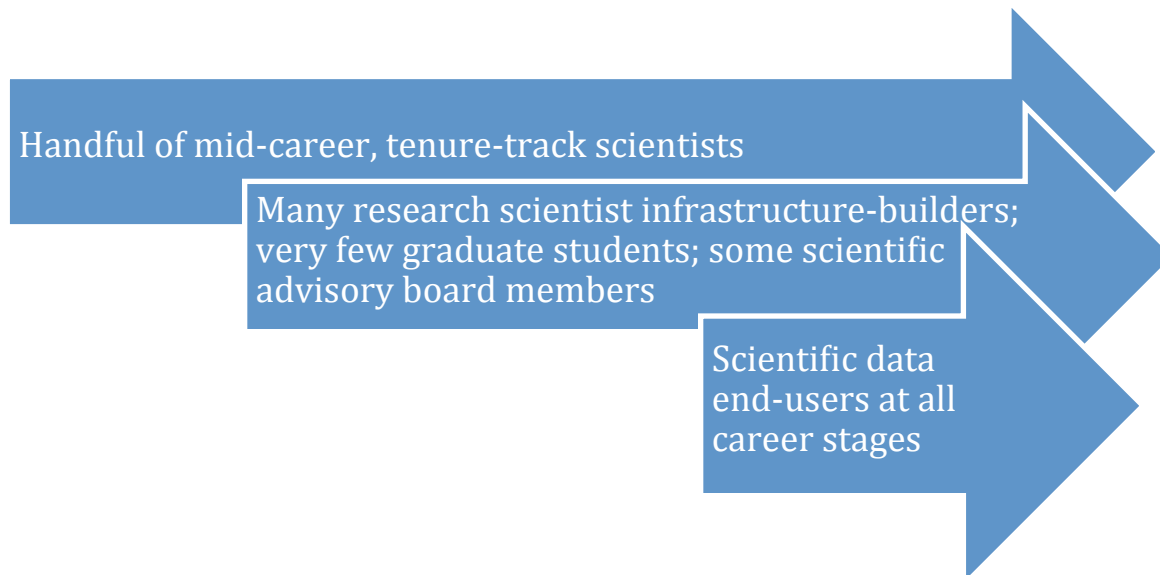 Handful of mid-career, tenure-track scientists
Many research scientist infrastructure-builders;
very few graduate students; some scientific
advisory board members
Scientific data
end-users at all
career stages